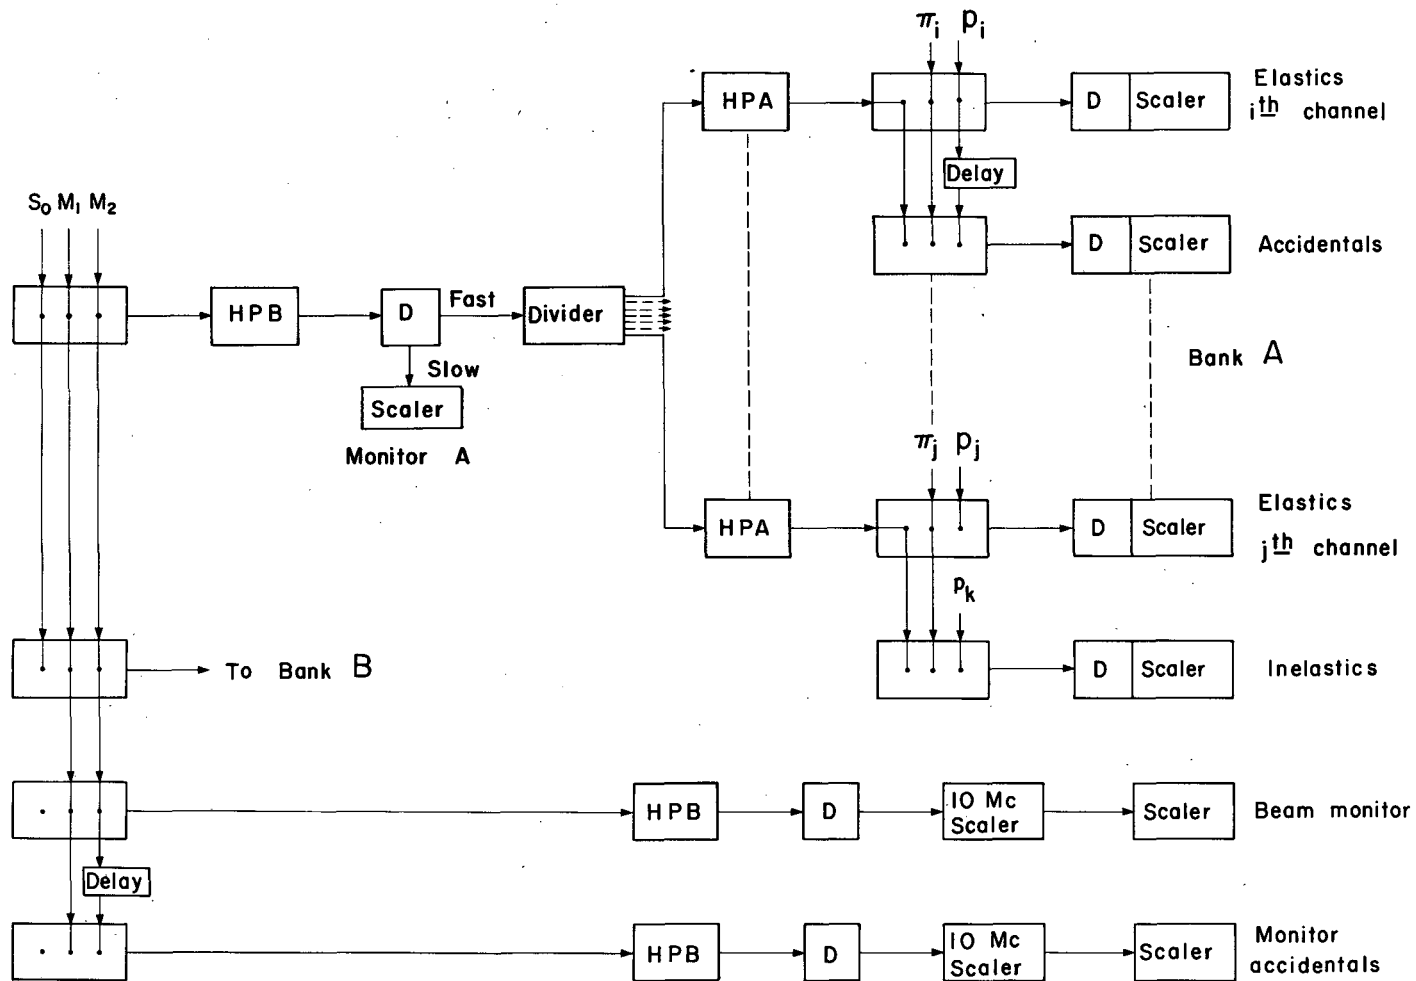 π_i p_i
HPA
D Scaler
Elastics
i th channel
Delay
S_0 M_1 M_2
D Scaler
Accidentals
HPB
D
Fast
Divider
Slow
Scaler
Monitor A
Bank A
π_j p_j
HPA
D Scaler
Elastics
j th channel
p_k
To Bank B
D Scaler
Inelastics
HPB
D
10 Mc
Scaler
Scaler
Beam monitor
Delay
HPB
D
10 Mc
Scaler
Scaler
Monitor
accidentals